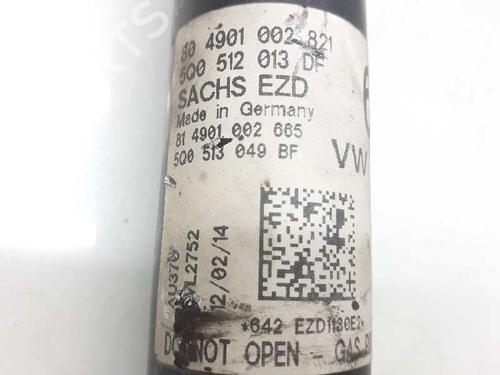 80 4901 002 821
5Q0 512 013 DF
SACHS EZD
Made in Germany
81 4901 002 665
5Q0 513 049 BF
VW
12/02/14
*642 EZD1130E2*
DO NOT OPEN - GAS